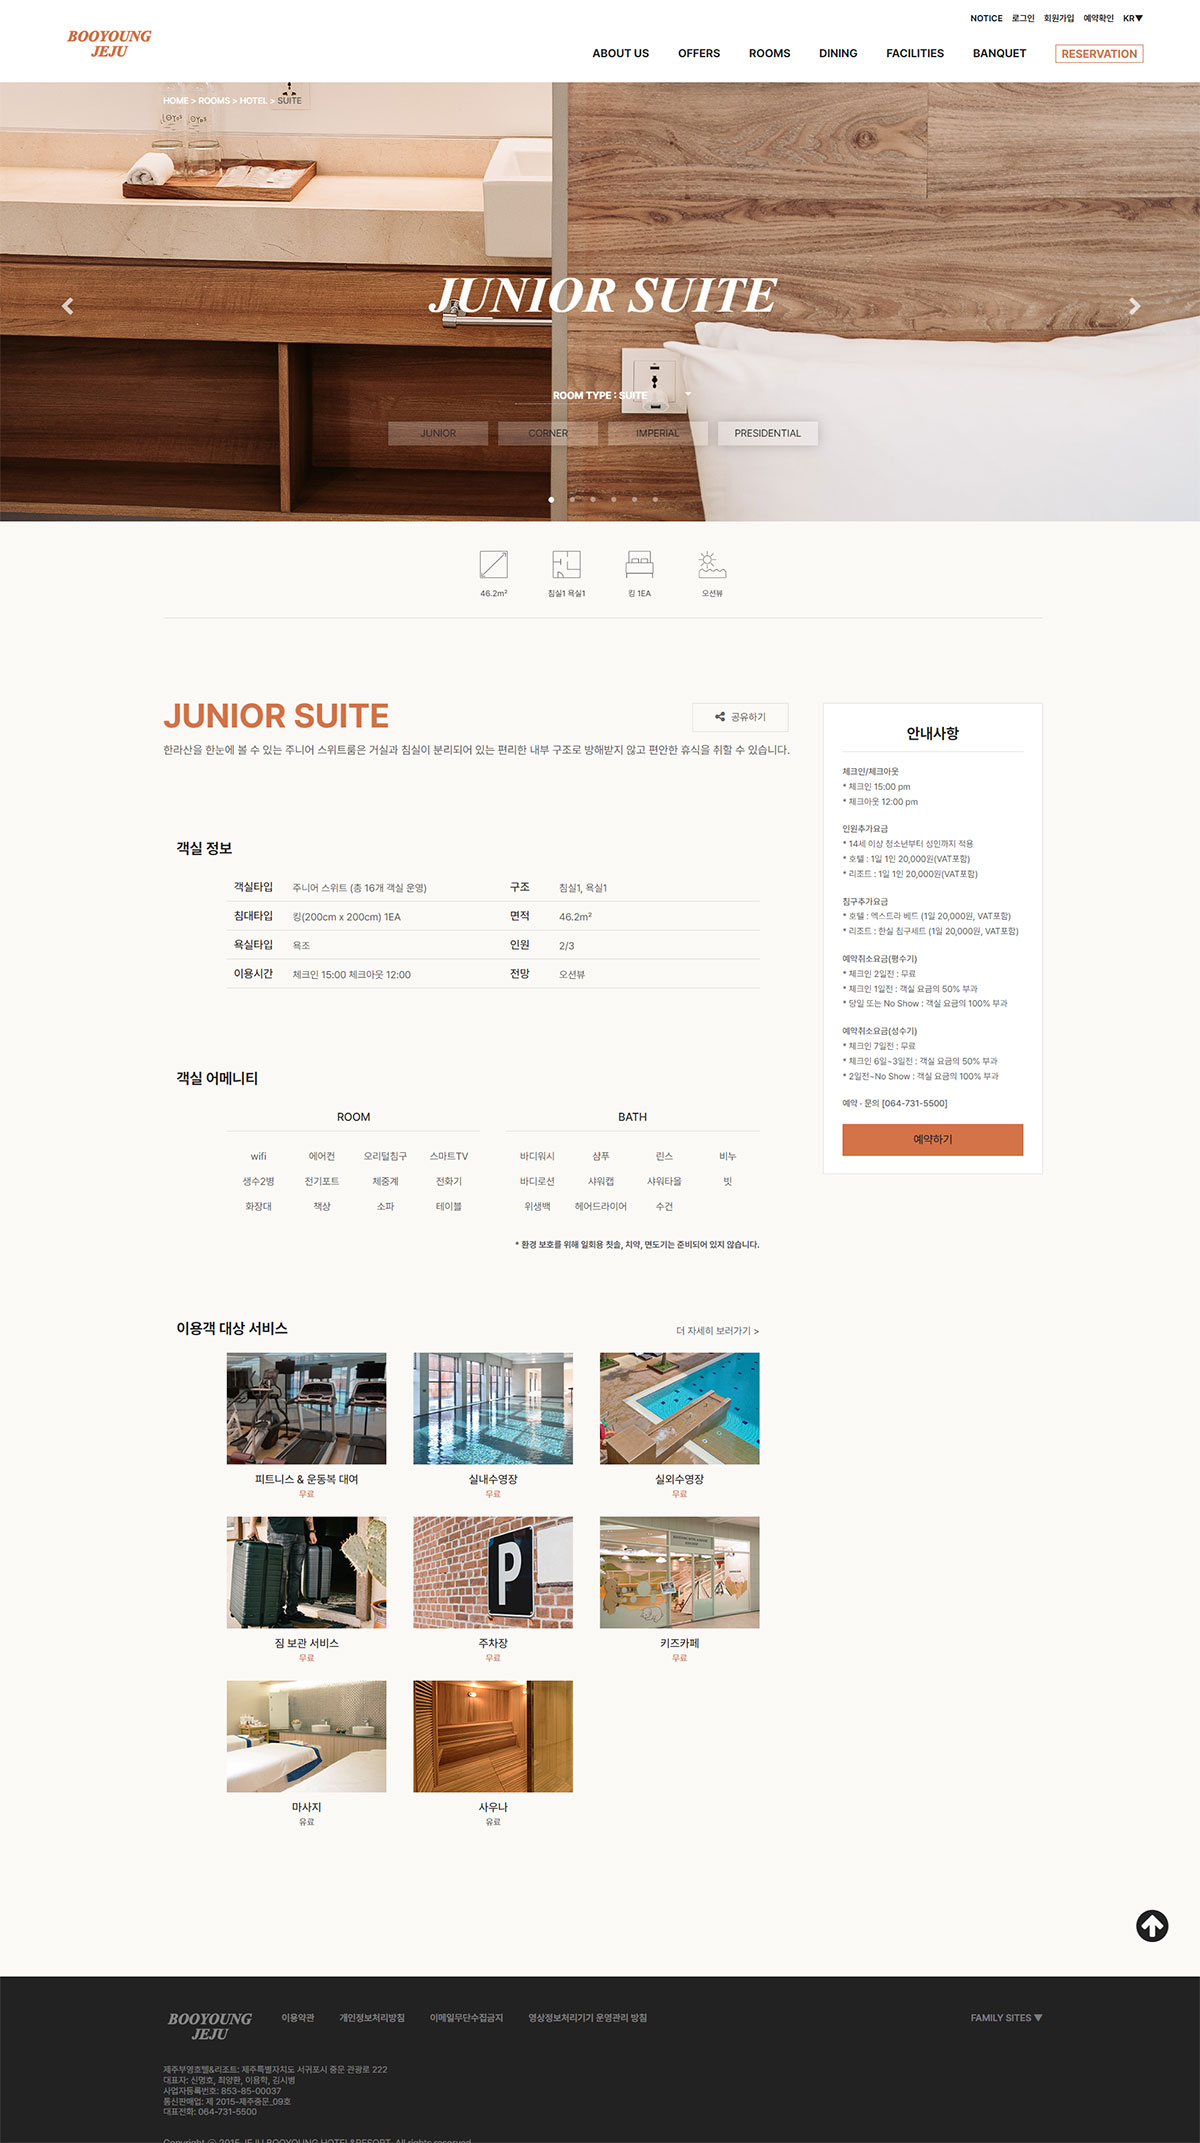 NOTICE 로그인 회원가입 예약확인 KR▼
BOOYOUNG
JEJU
ABOUT US OFFERS ROOMS DINING FACILITIES BANQUET RESERVATION
HOME > ROOMS > HOTEL > SUITE
JUNIOR SUITE
ROOM TYPE : SUITE
JUNIOR CORNER IMPERIAL PRESIDENTIAL
46.2m² 침실1 욕실1 킹 1EA 오션뷰
JUNIOR SUITE
공유하기
한라산을 한눈에 볼 수 있는 주니어 스위트룸은 거실과 침실이 분리되어 있는 편리한 내부 구조로 방해받지 않고 편안한 휴식을 취할 수 있습니다.
객실 정보
객실타입 주니어 스위트 (총 16개 객실 운영) 구조 침실1, 욕실1
침대타입 킹(200cm x 200cm) 1EA 면적 46.2m²
욕실타입 욕조 인원 2/3
이용시간 체크인 15:00 체크아웃 12:00 전망 오션뷰
객실 어메니티
ROOM BATH
wifi 에어컨 오리털침구 스마트TV 바디워시 샴푸 린스 비누
생수2병 전기포트 체중계 전화기 바디로션 샤워캡 샤워타올 빗
화장대 책상 소파 테이블 위생백 헤어드라이어 수건
* 환경 보호를 위해 일회용 칫솔, 치약, 면도기는 준비되어 있지 않습니다.
이용객 대상 서비스
더 자세히 보러가기 >
피트니스 & 운동복 대여 실내수영장 실외수영장
무료 무료 무료
P
짐 보관 서비스 주차장 키즈카페
무료 무료 무료
마사지 사우나
유료 유료
안내사항
체크인/체크아웃
* 체크인 15:00 pm
* 체크아웃 12:00 pm
인원추가요금
* 14세 이상 청소년부터 성인까지 적용
* 호텔 : 1일 1인 20,000원(VAT포함)
* 리조트 : 1일 1인 20,000원(VAT포함)
침구추가요금
* 호텔 : 엑스트라 베드 (1일 20,000원, VAT포함)
* 리조트 : 한실 침구세트 (1일 20,000원, VAT포함)
예약취소요금(평수기)
* 체크인 2일전 : 무료
* 체크인 1일전 : 객실 요금의 50% 부과
* 당일 또는 No Show : 객실 요금의 100% 부과
예약취소요금(성수기)
* 체크인 7일전 : 무료
* 체크인 6일~3일전 : 객실 요금의 50% 부과
* 2일전~No Show : 객실 요금의 100% 부과
예약 · 문의 [064-731-5500]
예약하기
BOOYOUNG
JEJU
이용약관 개인정보처리방침 이메일무단수집금지 영상정보처리기기 운영관리 방침 FAMILY SITES ▼
제주부영호텔&리조트: 제주특별자치도 서귀포시 중문 관광로 222
대표자: 신명호, 최양환, 이용학, 김시병
사업자등록번호: 853-85-00037
통신판매업: 제 2015-제주중문_09호
대표전화: 064-731-5500
Copyright ⓒ 2015 JEJU BOOYOUNG HOTEL&RESORT. All rights reserved.